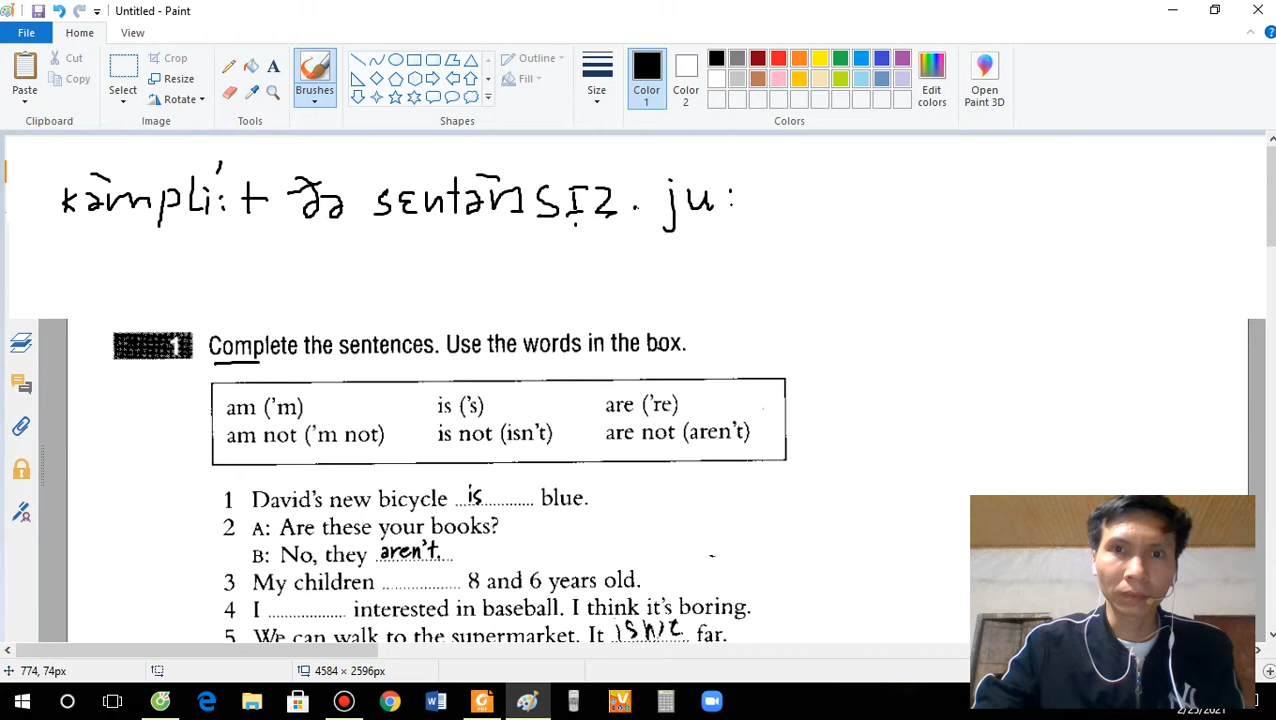 Untitled - Paint
File Home View
Paste Cut Copy Clipboard
Select Crop Resize Rotate Image
Tools
Brushes
Outline Fill Shapes
Size
Color 1 Color 2 Edit colors Colors
Open Paint 3D
kəmpliːt ðə sentənsɪz. juː
1 Complete the sentences. Use the words in the box.
am ('m) is ('s) are ('re)
am not ('m not) is not (isn't) are not (aren't)
1 David's new bicycle ...is........... blue.
2 A: Are these your books?
B: No, they aren't.
3 My children .................. 8 and 6 years old.
4 I .................. interested in baseball. I think it's boring.
5 We can walk to the supermarket. It isn't far.
774, 74px 4584 × 2596px
2/25/2021